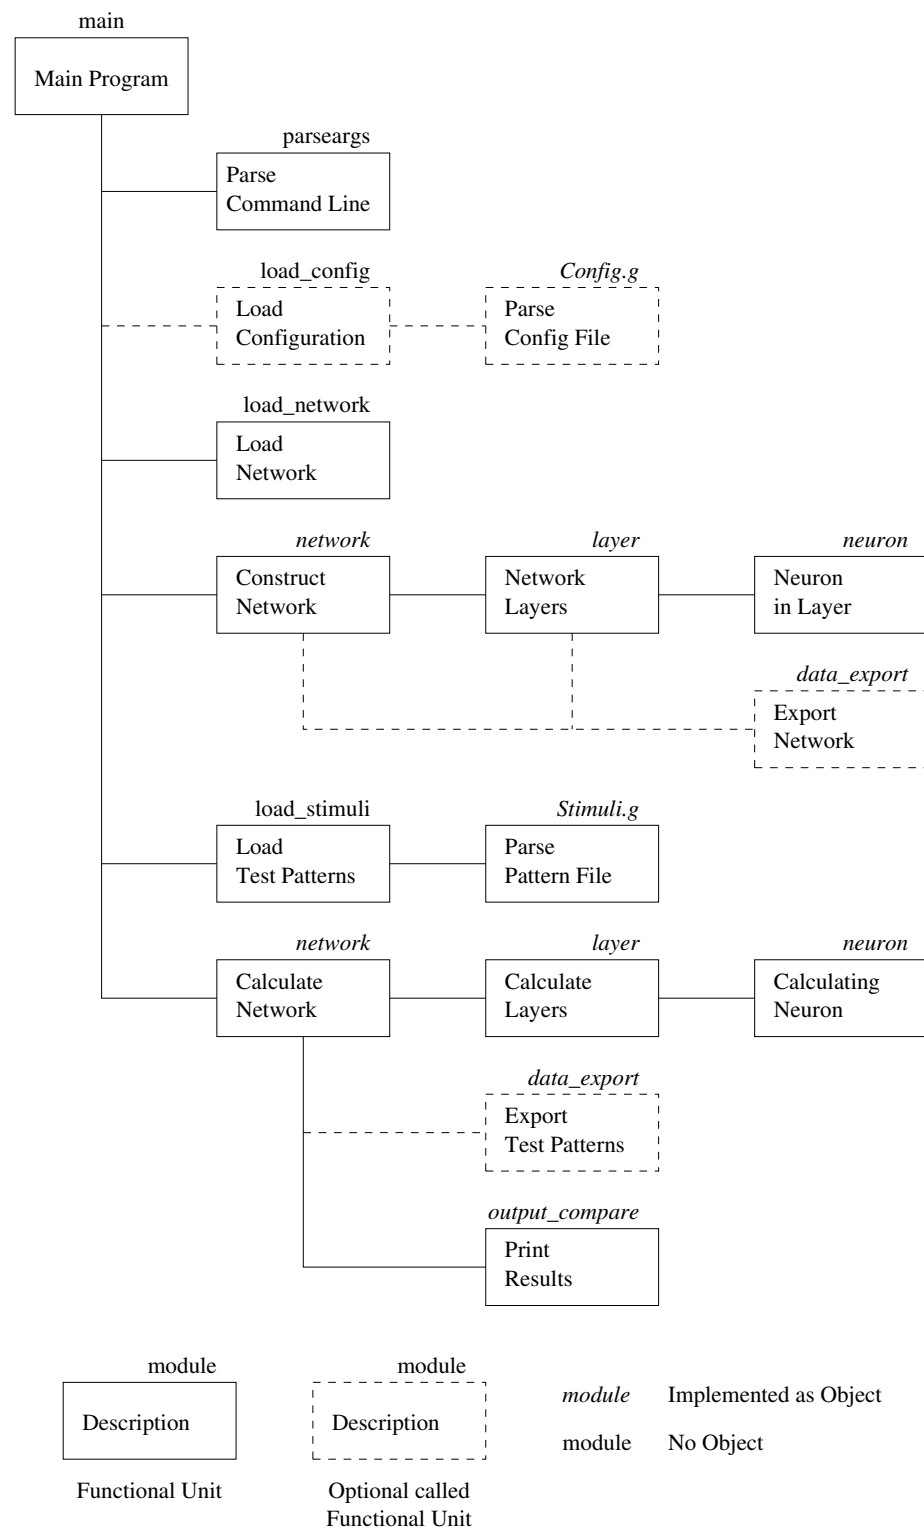 main
Main Program
parseargs
Parse
Command Line
load_config
Config.g
Load
Configuration
Parse
Config File
load_network
Load
Network
network
layer
neuron
Construct
Network
Network
Layers
Neuron
in Layer
data_export
Export
Network
load_stimuli
Stimuli.g
Load
Test Patterns
Parse
Pattern File
network
layer
neuron
Calculate
Network
Calculate
Layers
Calculating
Neuron
data_export
Export
Test Patterns
output_compare
Print
Results
module
Description
Functional Unit
module
Description
Optional called
Functional Unit
module Implemented as Object
module No Object